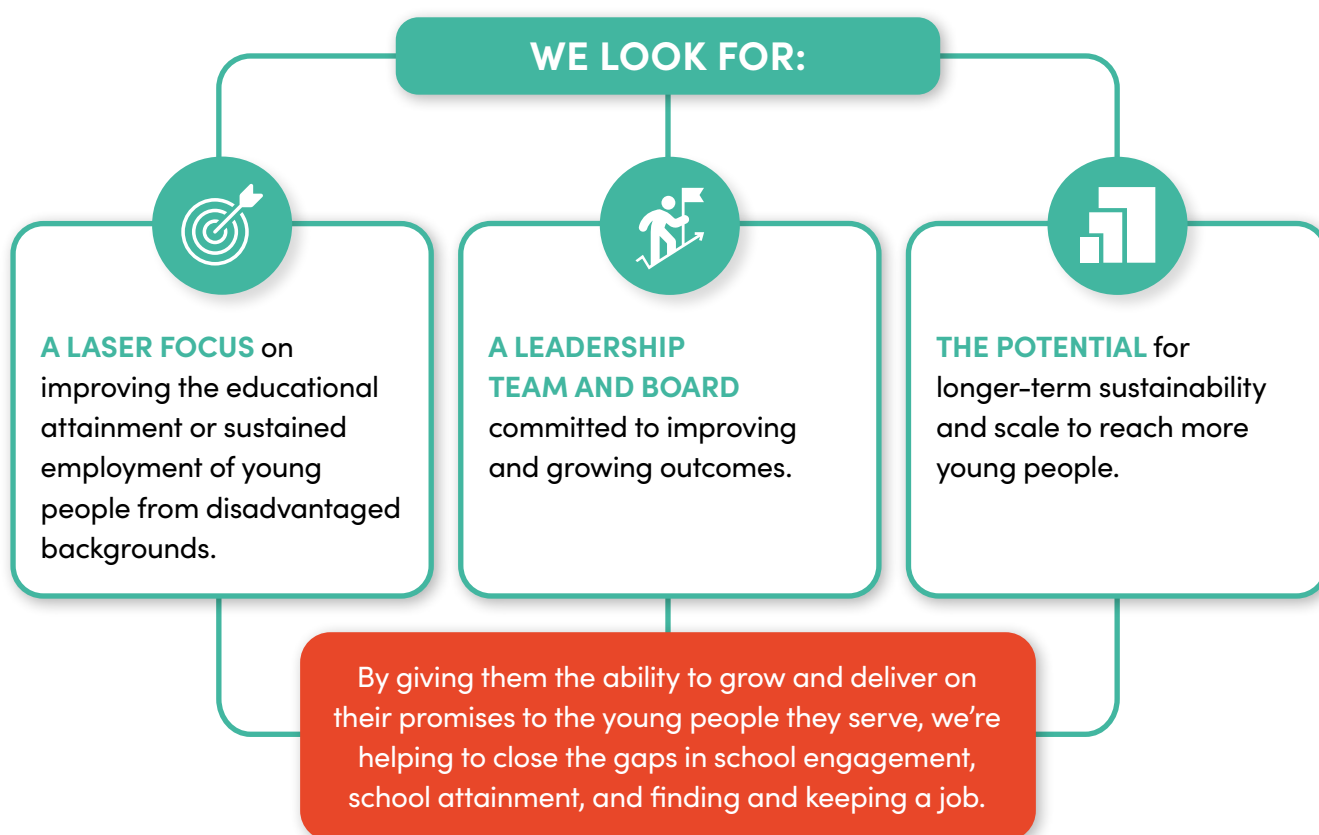 WE LOOK FOR:
A LASER FOCUS on
improving the educational
attainment or sustained
employment of young
people from disadvantaged
backgrounds.
A LEADERSHIP
TEAM AND BOARD
committed to improving
and growing outcomes.
THE POTENTIAL for
longer-term sustainability
and scale to reach more
young people.
By giving them the ability to grow and deliver on
their promises to the young people they serve, we’re
helping to close the gaps in school engagement,
school attainment, and finding and keeping a job.